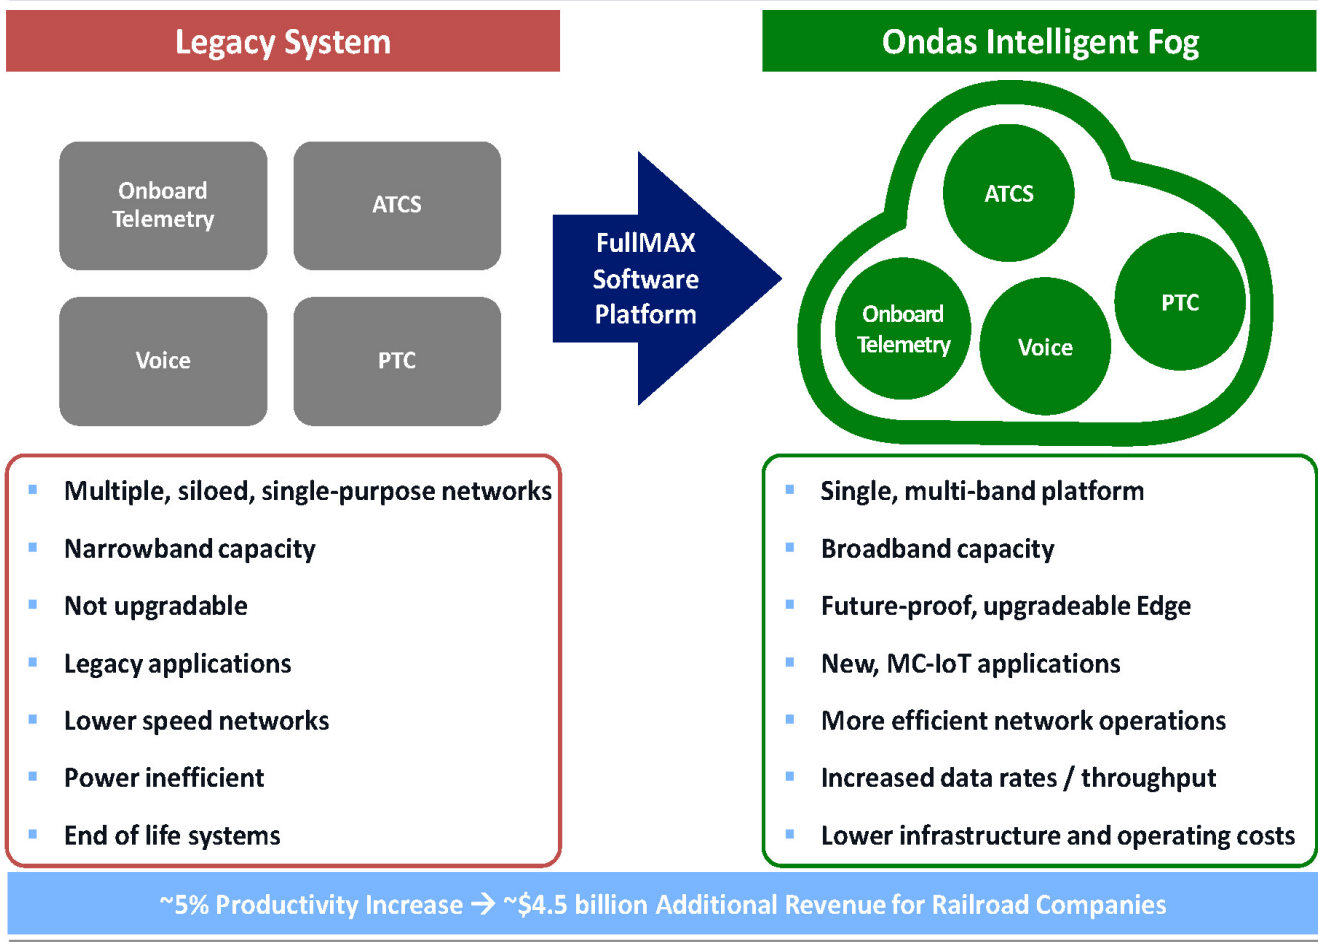 Legacy System
Ondas Intelligent Fog
Onboard
Telemetry
ATCS
Voice
PTC
FullMAX
Software
Platform
ATCS
Onboard
Telemetry
Voice
PTC
Multiple, siloed, single-purpose networks
Narrowband capacity
Not upgradable
Legacy applications
Lower speed networks
Power inefficient
End of life systems
Single, multi-band platform
Broadband capacity
Future-proof, upgradeable Edge
New, MC-IoT applications
More efficient network operations
Increased data rates / throughput
Lower infrastructure and operating costs
~5% Productivity Increase → ~$4.5 billion Additional Revenue for Railroad Companies